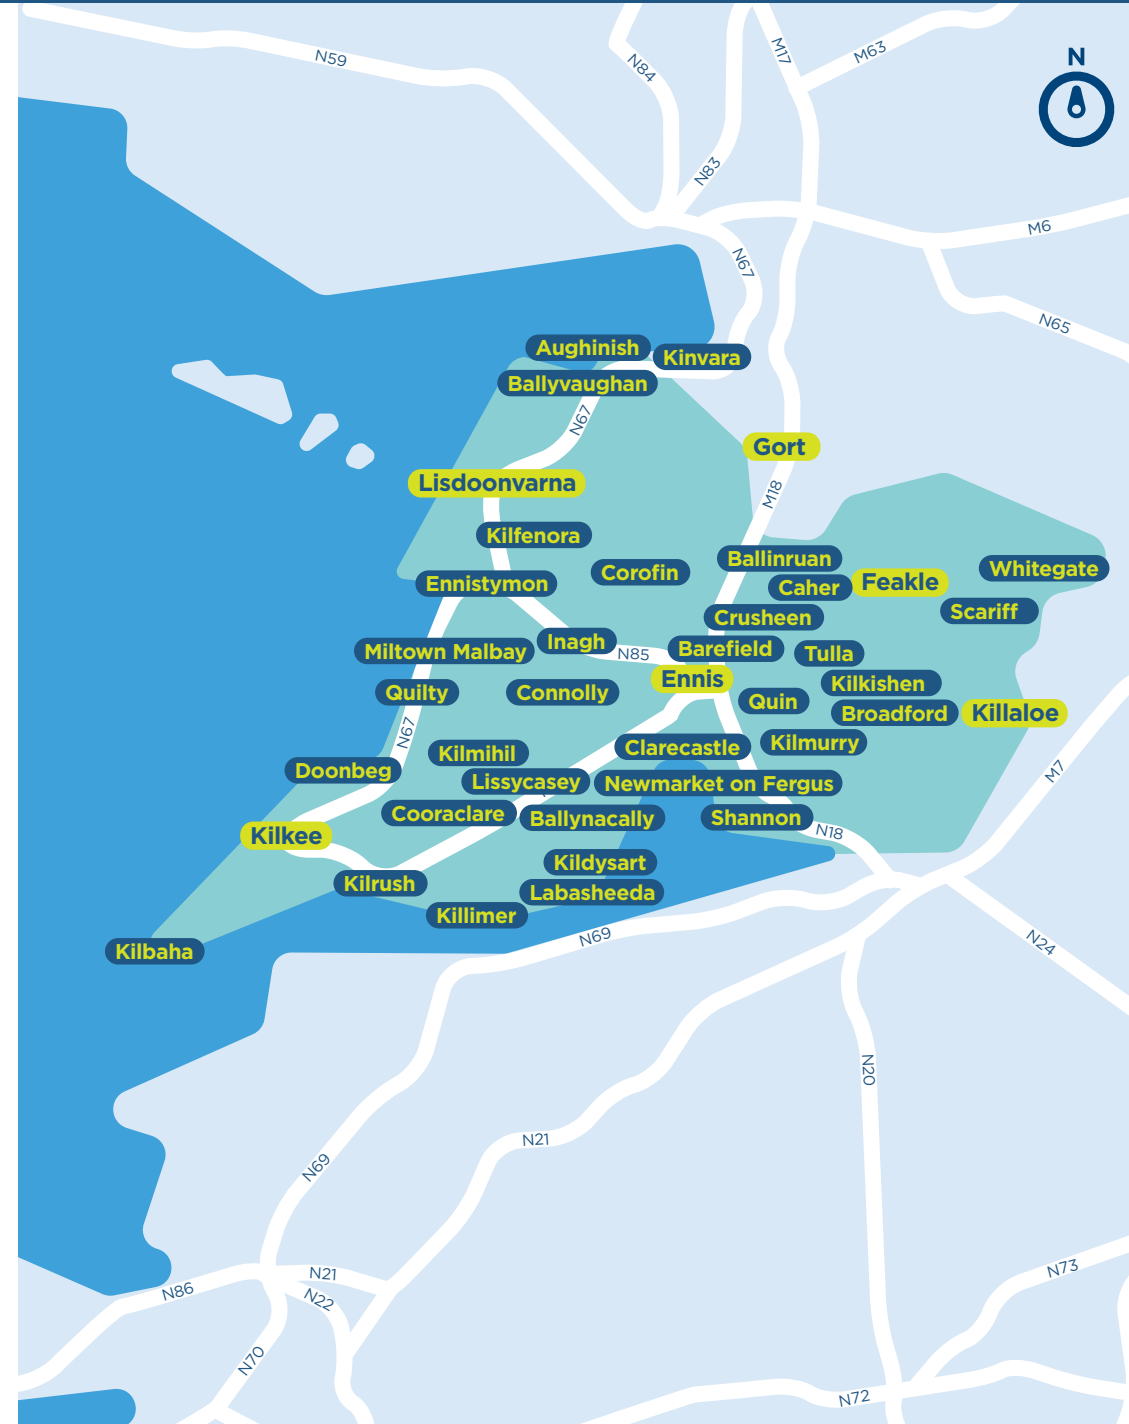 N
N59
N84
M17
M63
N83
M6
N67
N65
Aughinish
Kinvara
Ballyvaughan
N67
Gort
Lisdoonvarna
M18
Kilfenora
Ballinruan
Corofin
Whitegate
Ennistymon
Caher
Feakle
Scariff
Crusheen
Inagh
Miltown Malbay
N85
Barefield
Tulla
Ennis
Kilkishen
Quilty
Connolly
Quin
Broadford
Killaloe
N67
Clarecastle
Kilmurry
Kilmihil
Doonbeg
M7
Lissycasey
Newmarket on Fergus
Cooraclare
Ballynacally
Shannon
N18
Kilkee
Kildysart
Kilrush
Labasheeda
Killimer
N69
N24
Kilbaha
N20
N21
N69
N21
N73
N86
N22
N70
N72